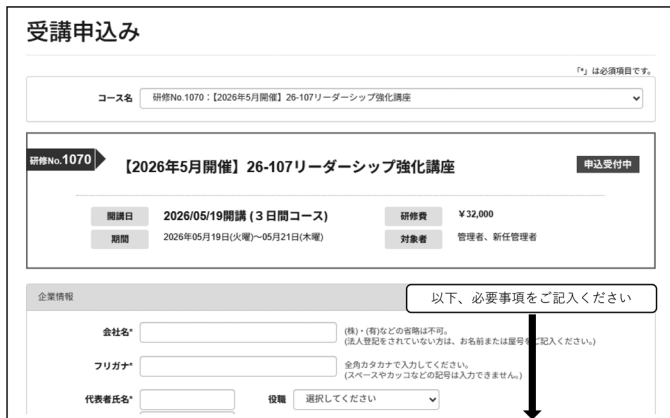 受講申込み
「*」は必須項目です。
コース名 研修No.1070：【2026年5月開催】26-107リーダーシップ強化講座
研修No.1070 【2026年5月開催】26-107リーダーシップ強化講座 申込受付中
開講日 2026/05/19開講 (３日間コース) 研修費 ￥32,000
期間 2026年05月19日(火曜)～05月21日(木曜) 対象者 管理者、新任管理者
企業情報
以下、必要事項をご記入ください
会社名* (株)・(有)などの省略は不可。
(法人登記をされていない方は、お名前または屋号をご記入ください。)
フリガナ* 全角カタカナで入力してください。
(スペースやカッコなどの記号は入力できません。)
代表者氏名* 役職 選択してください